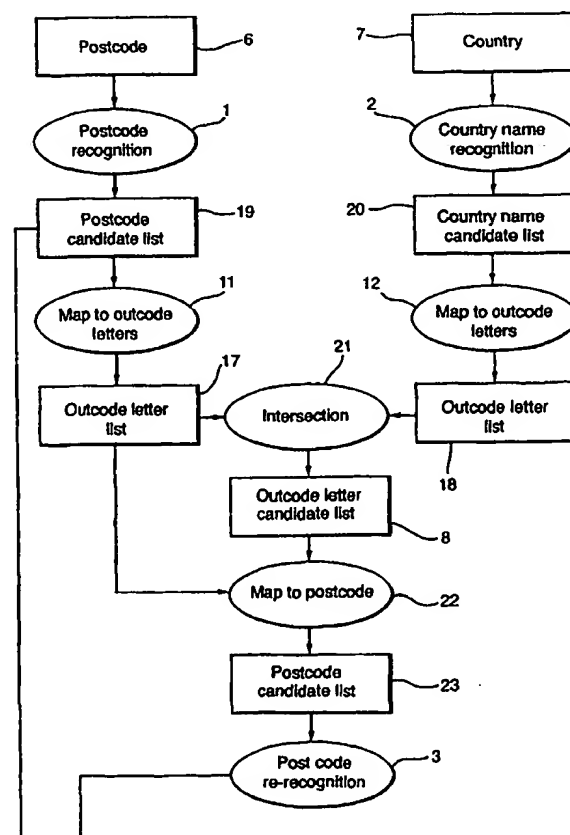 Postcode
6
7
Country
1
Postcode
recognition
2
Country name
recognition
19
Postcode
candidate list
20
Country name
candidate list
11
Map to outcode
letters
12
Map to outcode
letters
17
Outcode letter
list
21
Intersection
Outcode letter
list
18
Outcode letter
candidate list
8
Map to postcode
22
Postcode
candidate list
23
Post code
re-recognition
3